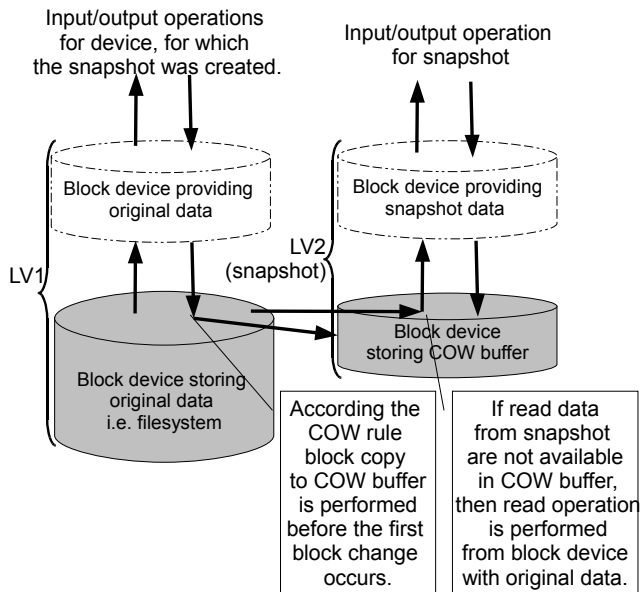 Input/output operations
for device, for which
the snapshot was created.
Input/output operation
for snapshot
Block device providing
original data
Block device providing
snapshot data
LV1
LV2
(snapshot)
Block device storing
original data
i.e. filesystem
Block device
storing COW buffer
According the
COW rule
block copy
to COW buffer
is performed
before the first
block change
occurs.
If read data
from snapshot
are not available
in COW buffer,
then read operation
is performed
from block device
with original data.